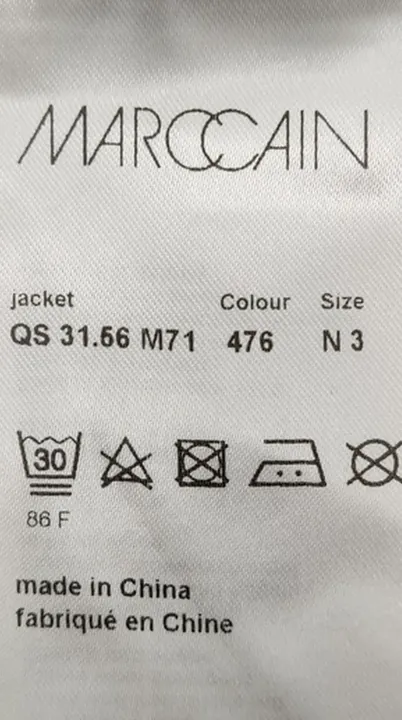 MARCCAIN
jacket Colour Size
QS 31.56 M71 476 N 3
30
86 F
made in China
fabriqué en Chine